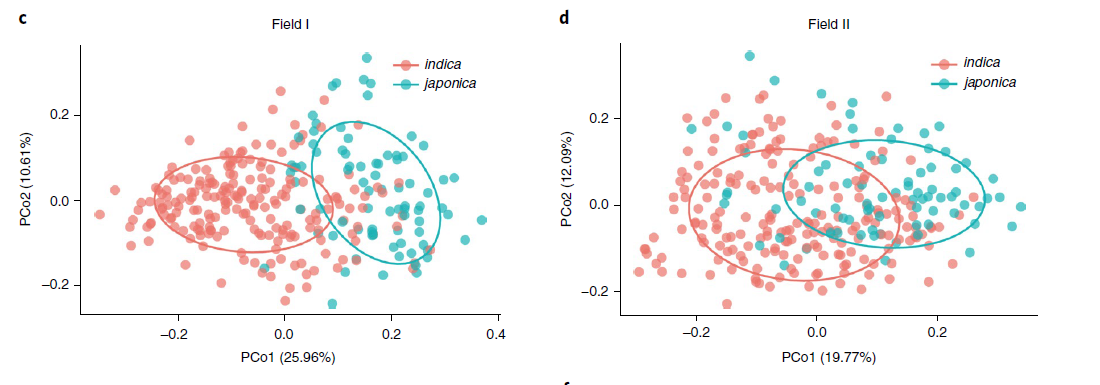 c
Field I
indica
japonica
PCo2 (10.61%)
0.2
0.0
−0.2
−0.2
0.0
0.2
0.4
PCo1 (25.96%)
d
Field II
indica
japonica
PCo2 (12.09%)
0.2
0.0
−0.2
−0.2
0.0
0.2
PCo1 (19.77%)